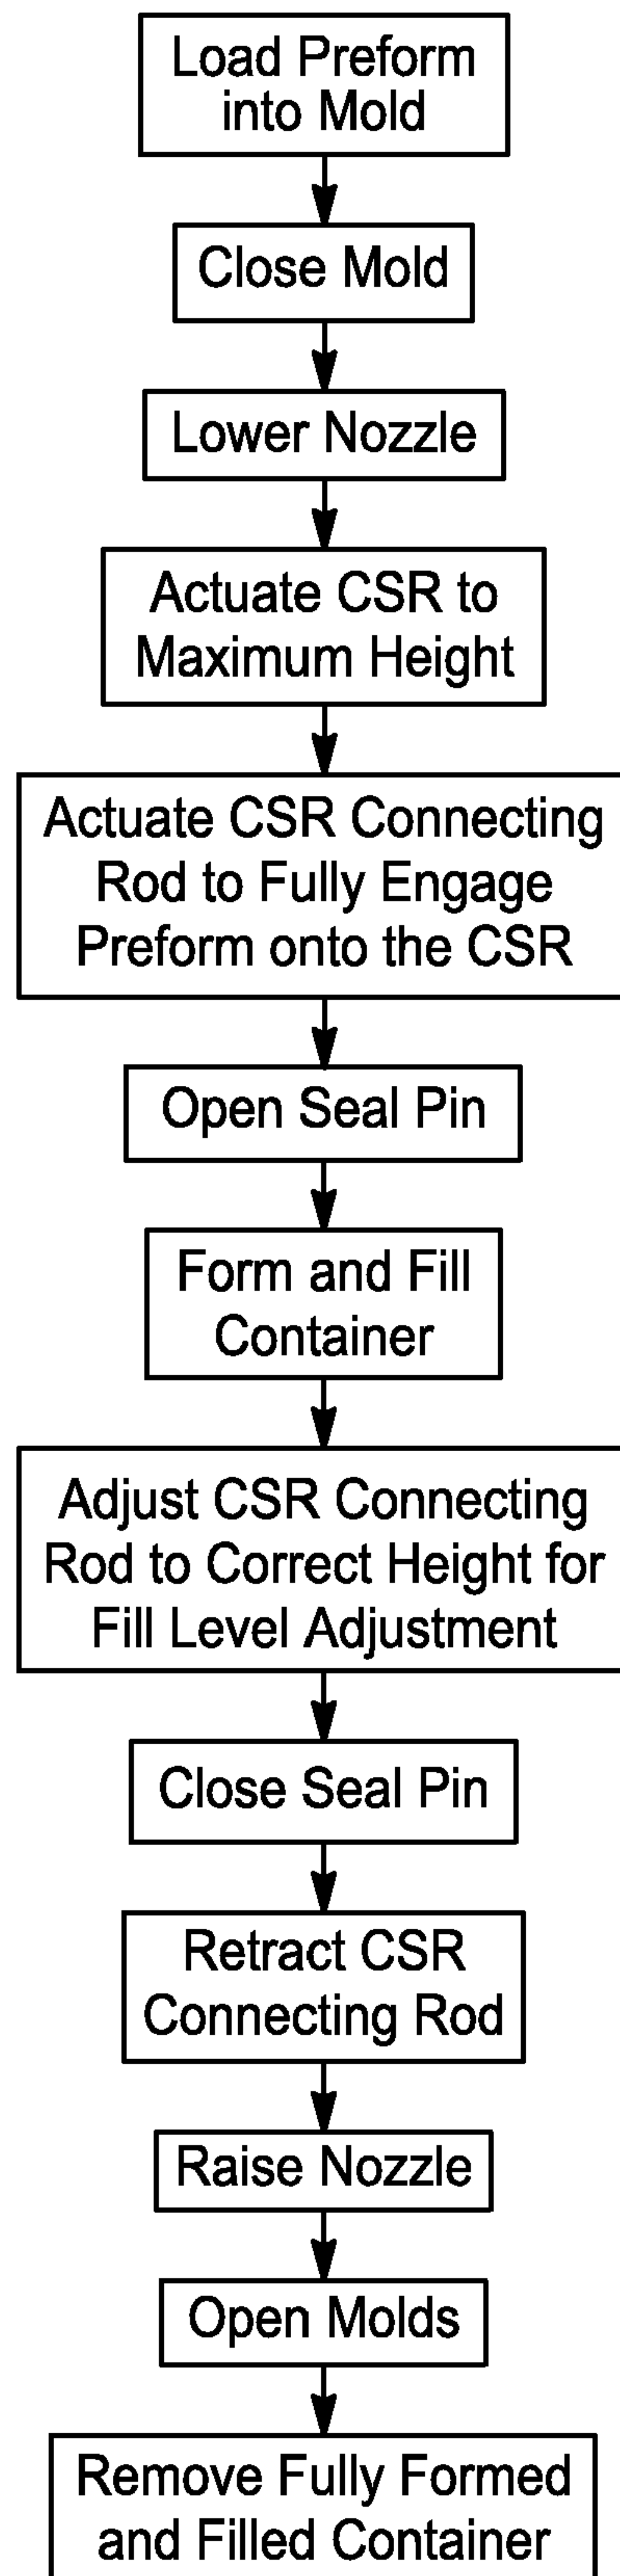 Load Preform
into Mold
Close Mold
Lower Nozzle
Actuate CSR to
Maximum Height
Actuate CSR Connecting
Rod to Fully Engage
Preform onto the CSR
Open Seal Pin
Form and Fill
Container
Adjust CSR Connecting
Rod to Correct Height for
Fill Level Adjustment
Close Seal Pin
Retract CSR
Connecting Rod
Raise Nozzle
Open Molds
Remove Fully Formed
and Filled Container